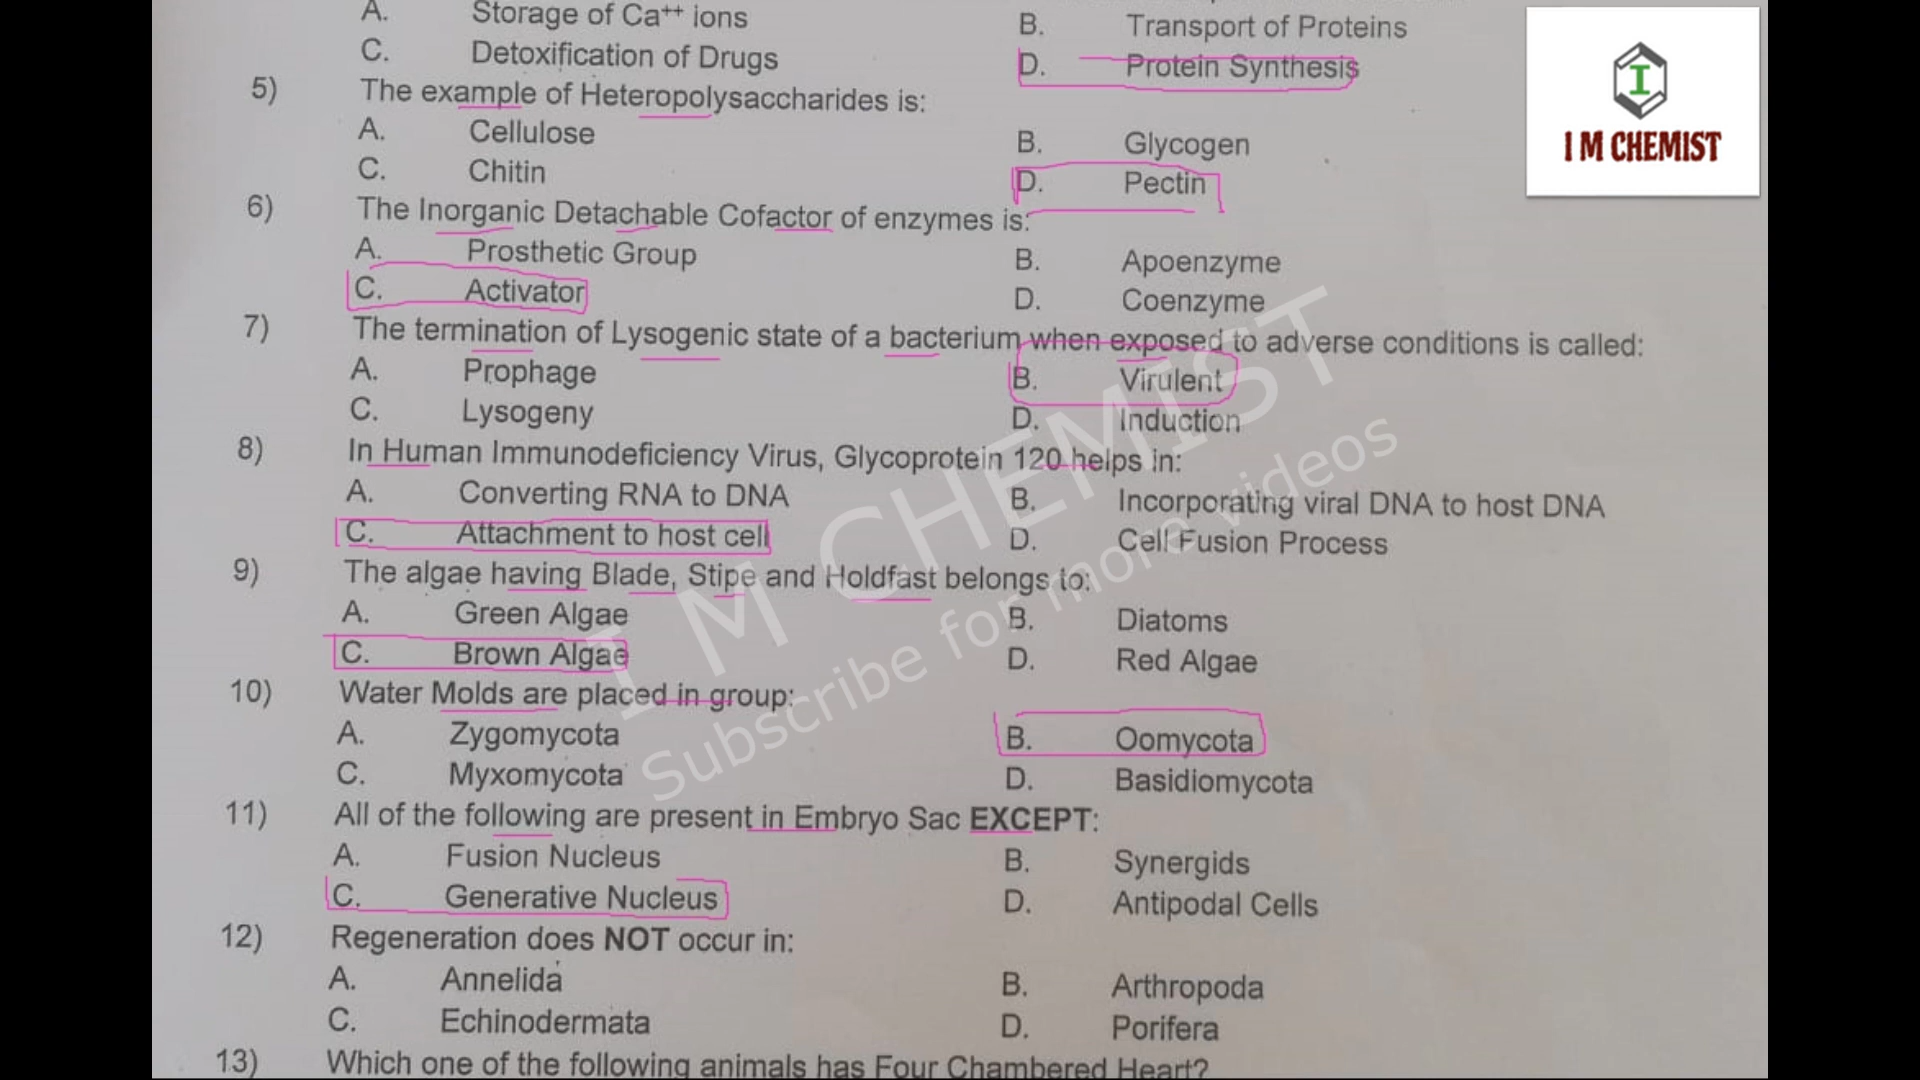 A. Storage of Ca⁺⁺ ions B. Transport of Proteins
C. Detoxification of Drugs D. Protein Synthesis
5) The example of Heteropolysaccharides is:
A. Cellulose B. Glycogen
C. Chitin D. Pectin
6) The Inorganic Detachable Cofactor of enzymes is:
A. Prosthetic Group B. Apoenzyme
C. Activator D. Coenzyme
7) The termination of Lysogenic state of a bacterium when exposed to adverse conditions is called:
A. Prophage B. Virulent
C. Lysogeny D. Induction
8) In Human Immunodeficiency Virus, Glycoprotein 120 helps in:
A. Converting RNA to DNA B. Incorporating viral DNA to host DNA
C. Attachment to host cell D. Cell Fusion Process
9) The algae having Blade, Stipe and Holdfast belongs to:
A. Green Algae B. Diatoms
C. Brown Algae D. Red Algae
10) Water Molds are placed in group:
A. Zygomycota B. Oomycota
C. Myxomycota D. Basidiomycota
11) All of the following are present in Embryo Sac EXCEPT:
A. Fusion Nucleus B. Synergids
C. Generative Nucleus D. Antipodal Cells
12) Regeneration does NOT occur in:
A. Annelida B. Arthropoda
C. Echinodermata D. Porifera
13) Which one of the following animals has Four Chambered Heart?
I
I M CHEMIST
I M CHEMIST
Subscribe for more videos